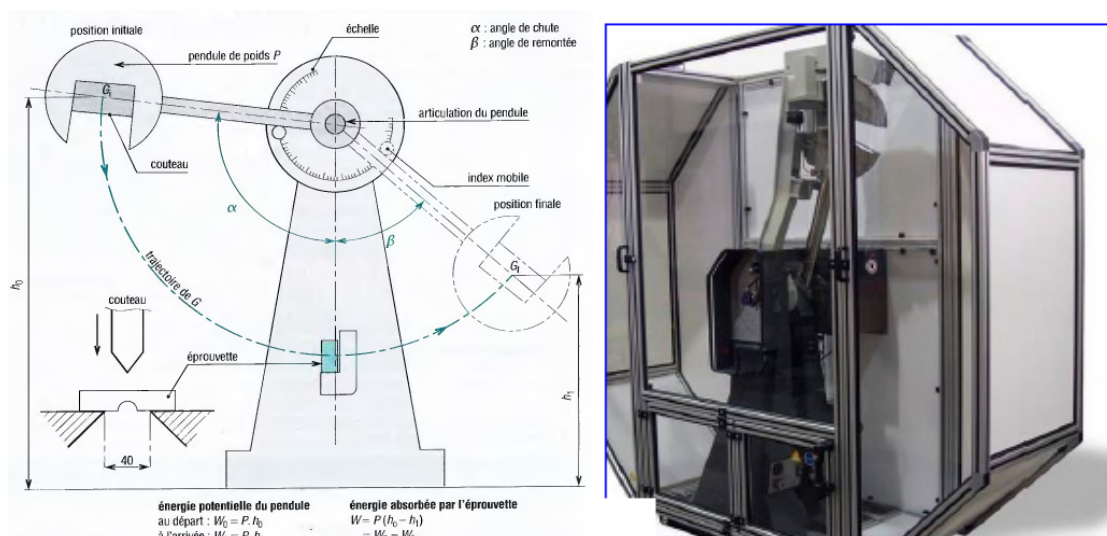 position initiale
pendule de poids P
échelle
α : angle de chute
β : angle de remontée
Gᵢ
articulation du pendule
couteau
index mobile
α
β
position finale
G
h₀
trajectoire de G
couteau
éprouvette
h₁
40
énergie potentielle du pendule
au départ : W₀ = P. h₀
énergie absorbée par l'éprouvette
W = P (h₀ – h₁)
à l'arrivée : W